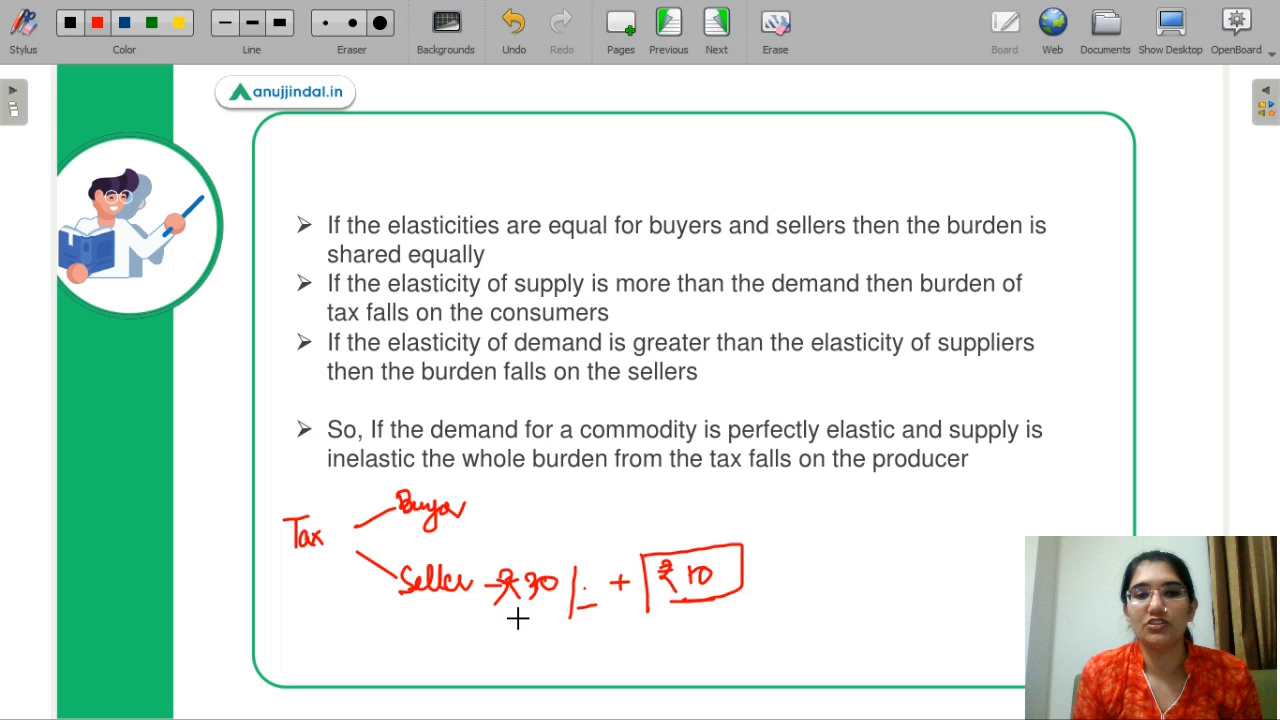 Stylus
Color
Line
Eraser
Backgrounds
Undo
Redo
Pages
Previous
Next
Erase
Board
Web
Documents
Show Desktop
OpenBoard
anujjindal.in
➢ If the elasticities are equal for buyers and sellers then the burden is
shared equally
➢ If the elasticity of supply is more than the demand then burden of
tax falls on the consumers
➢ If the elasticity of demand is greater than the elasticity of suppliers
then the burden falls on the sellers
➢ So, If the demand for a commodity is perfectly elastic and supply is
inelastic the whole burden from the tax falls on the producer
Buyer
Tax
Seller - ₹ 30 /- + ₹ 10